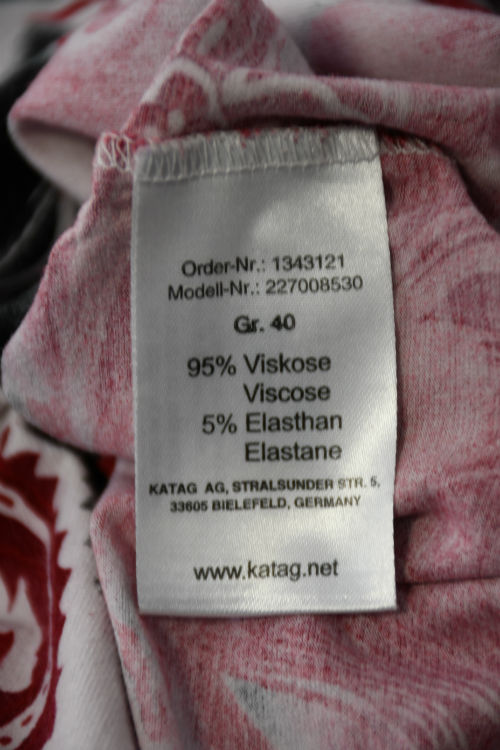 Order-Nr.: 1343121
Modell-Nr.: 227008530
Gr. 40
95% Viskose
Viscose
5% Elasthan
Elastane
KATAG AG, STRALSUNDER STR. 5,
33605 BIELEFELD, GERMANY
www.katag.net